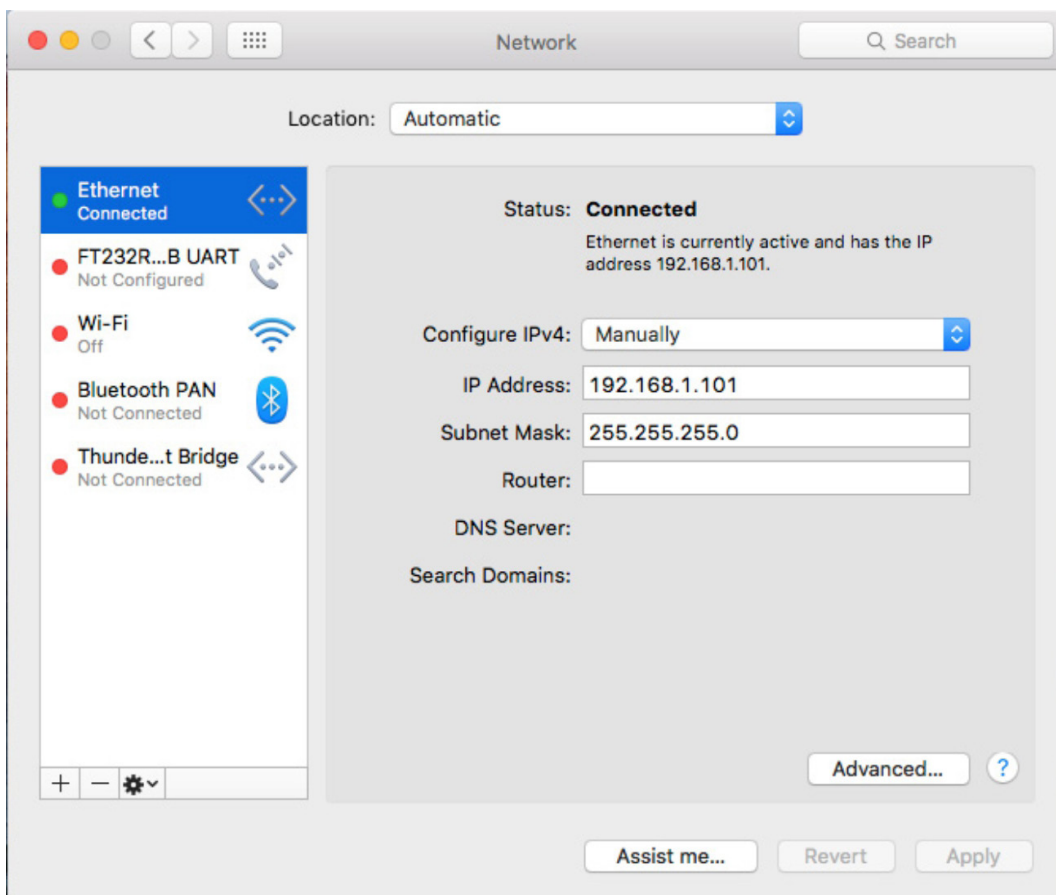 Network
Search
Location: Automatic
Ethernet
Connected
FT232R...B UART
Not Configured
Wi-Fi
Off
Bluetooth PAN
Not Connected
Thunde...t Bridge
Not Connected
Status: Connected
Ethernet is currently active and has the IP
address 192.168.1.101.
Configure IPv4: Manually
IP Address: 192.168.1.101
Subnet Mask: 255.255.255.0
Router:
DNS Server:
Search Domains:
Advanced... ?
Assist me... Revert Apply